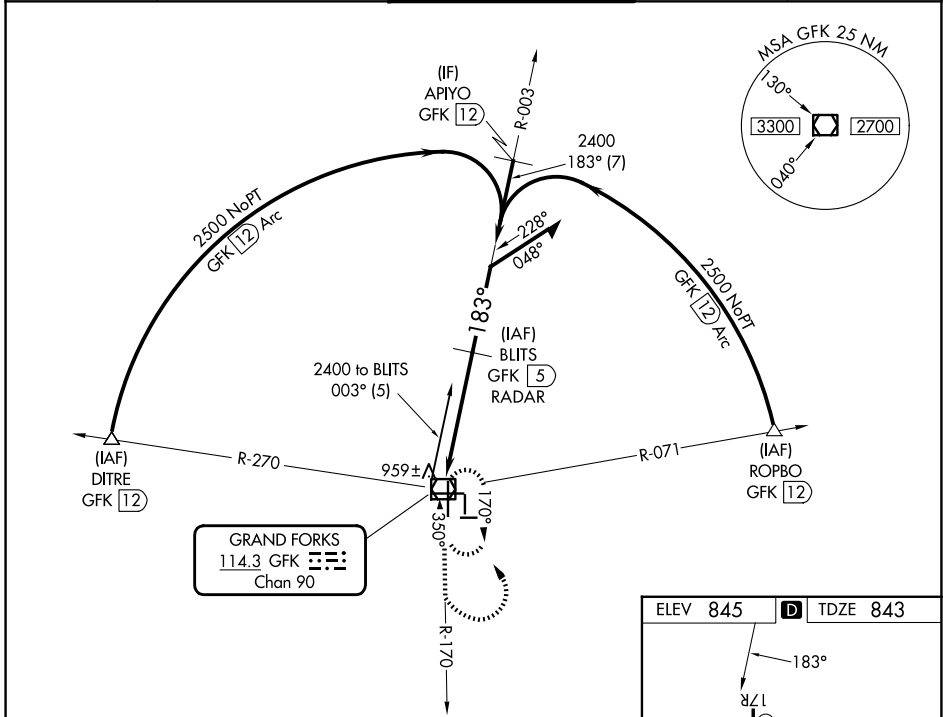 MSA GFK 25 NM
130°
3300
2700
040°
(IF)
APIYO
GFK 12
R-003
2400
183° (7)
2500 NoPT
GFK 12 Arc
228°
048°
2500 NoPT
GFK 12 Arc
183°
(IAF)
BLITS
GFK 5
RADAR
2400 to BLITS
003° (5)
(IAF)
DITRE
GFK 12
R-270
R-071
(IAF)
ROPBO
GFK 12
959±
170°
350°
GRAND FORKS
114.3 GFK
Chan 90
R-170
ELEV 845 D TDZE 843
183°
17R